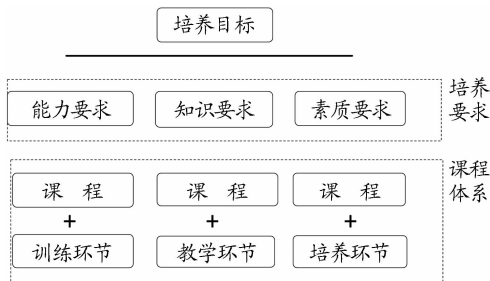 培养目标
能力要求 知识要求 素质要求
培养
要求
课 程 课 程 课 程
课程
体系
+ + +
训练环节 教学环节 培养环节